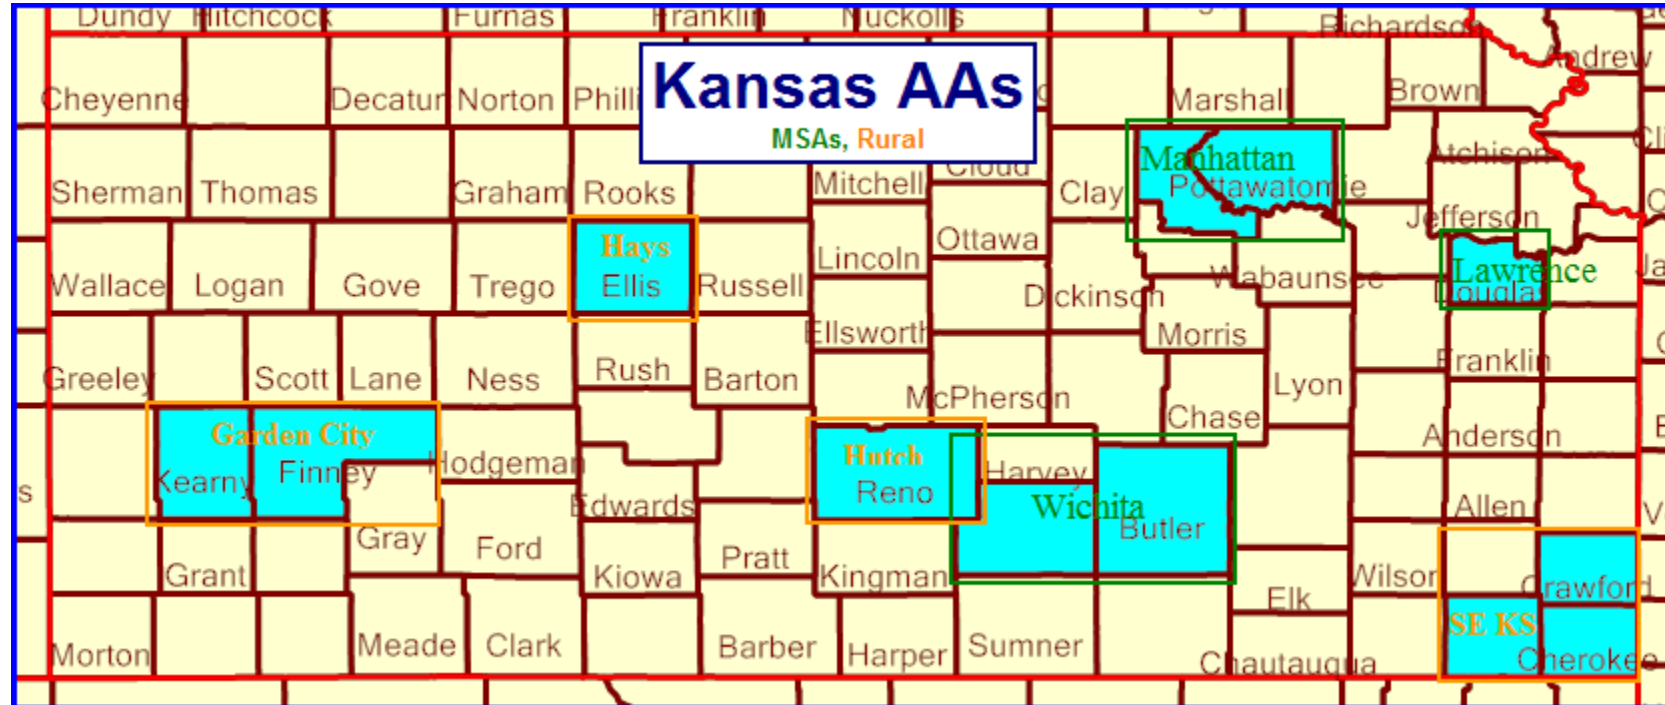 Dundy Hitchcock Furnas Franklin Nuckolls
Richardson
Andrew
Kansas AAs
MSAs, Rural
Cheyenne Decatur Norton Philli Marshall Brown
Atchison
Manhattan
Sherman Thomas Graham Rooks Mitchell Cloud Clay Pottawatomie
Jefferson
Hays
Ottawa
Lincoln
Wallace Logan Gove Trego Ellis Russell Dickinson Wabaunsee
Lawrence
Douglas
Ellsworth Morris
Franklin
Greeley Scott Lane Ness Rush Barton Lyon
McPherson Chase
Garden City
Anderson
Kearny Finney Hodgeman
Hutch
Reno Harvey
Wichita
Butler
Edwards Allen
Gray Ford Pratt
Grant Kiowa Kingman Elk Wilson Crawford
SE KS
Morton Meade Clark Barber Harper Sumner Chautauqua Cherokee